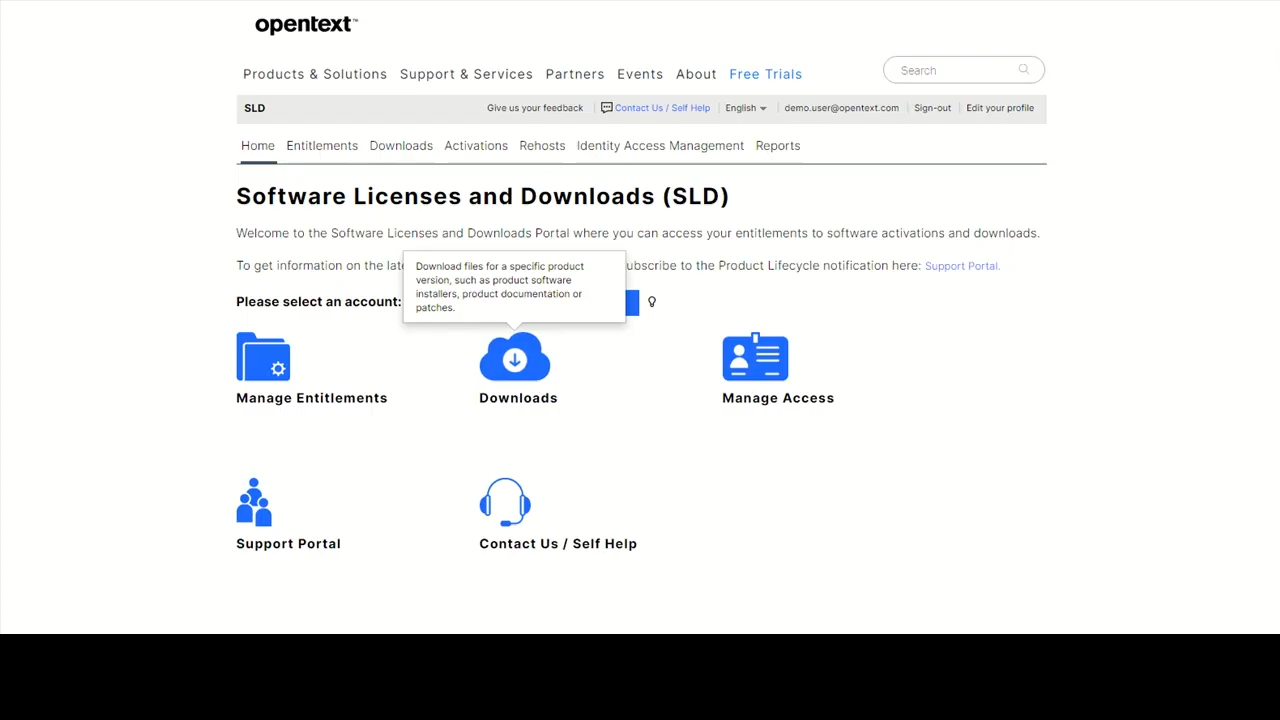 opentext™
Products & Solutions Support & Services Partners Events About Free Trials
Search
SLD Give us your feedback Contact Us / Self Help English demo.user@opentext.com Sign-out Edit your profile
Home Entitlements Downloads Activations Rehosts Identity Access Management Reports
Software Licenses and Downloads (SLD)
Welcome to the Software Licenses and Downloads Portal where you can access your entitlements to software activations and downloads.
To get information on the late ubscribe to the Product Lifecycle notification here: Support Portal.
Download files for a specific product
version, such as product software
installers, product documentation or
patches.
Please select an account:
Manage Entitlements
Downloads
Manage Access
Support Portal
Contact Us / Self Help